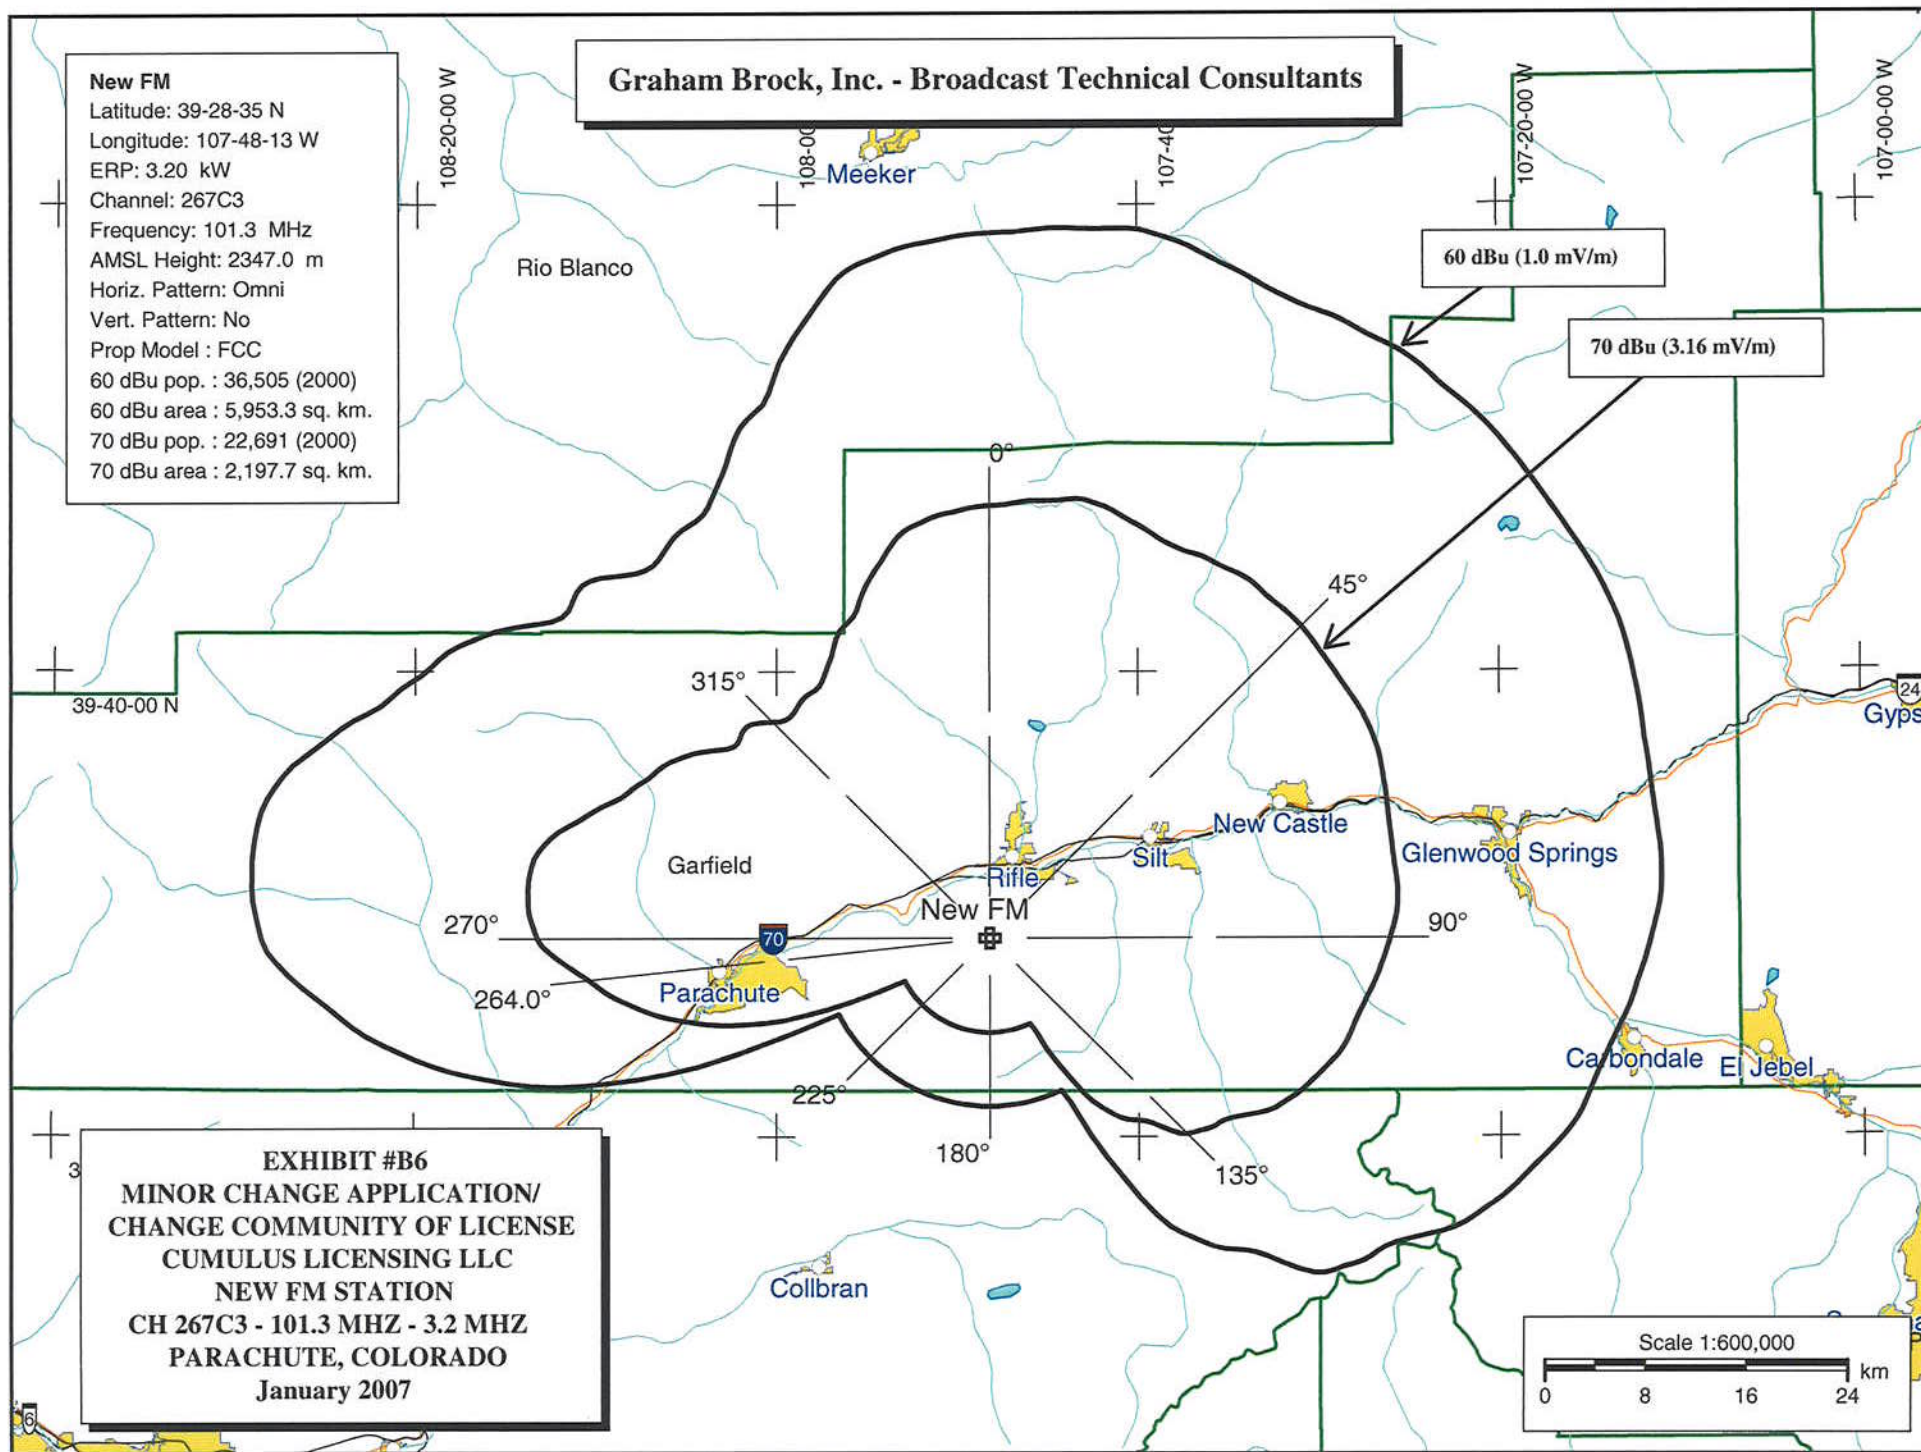 Graham Brock, Inc. - Broadcast Technical Consultants
New FM
Latitude: 39-28-35 N
Longitude: 107-48-13 W
ERP: 3.20 kW
Channel: 267C3
Frequency: 101.3 MHz
AMSL Height: 2347.0 m
Horiz. Pattern: Omni
Vert. Pattern: No
Prop Model : FCC
60 dBu pop. : 36,505 (2000)
60 dBu area : 5,953.3 sq. km.
70 dBu pop. : 22,691 (2000)
70 dBu area : 2,197.7 sq. km.
108-20-00 W
108-00
107-40
107-20-00 W
107-00-00 W
Meeker
Rio Blanco
60 dBu (1.0 mV/m)
70 dBu (3.16 mV/m)
0°
45°
315°
39-40-00 N
24
Gyps
New Castle
Glenwood Springs
Silt
Garfield
Rifle
New FM
270°
70
90°
264.0°
Parachute
Carbondale
El Jebel
225°
180°
135°
3
Collbran
EXHIBIT #B6
MINOR CHANGE APPLICATION/
CHANGE COMMUNITY OF LICENSE
CUMULUS LICENSING LLC
NEW FM STATION
CH 267C3 - 101.3 MHZ - 3.2 MHZ
PARACHUTE, COLORADO
January 2007
6
Scale 1:600,000
km
0 8 16 24